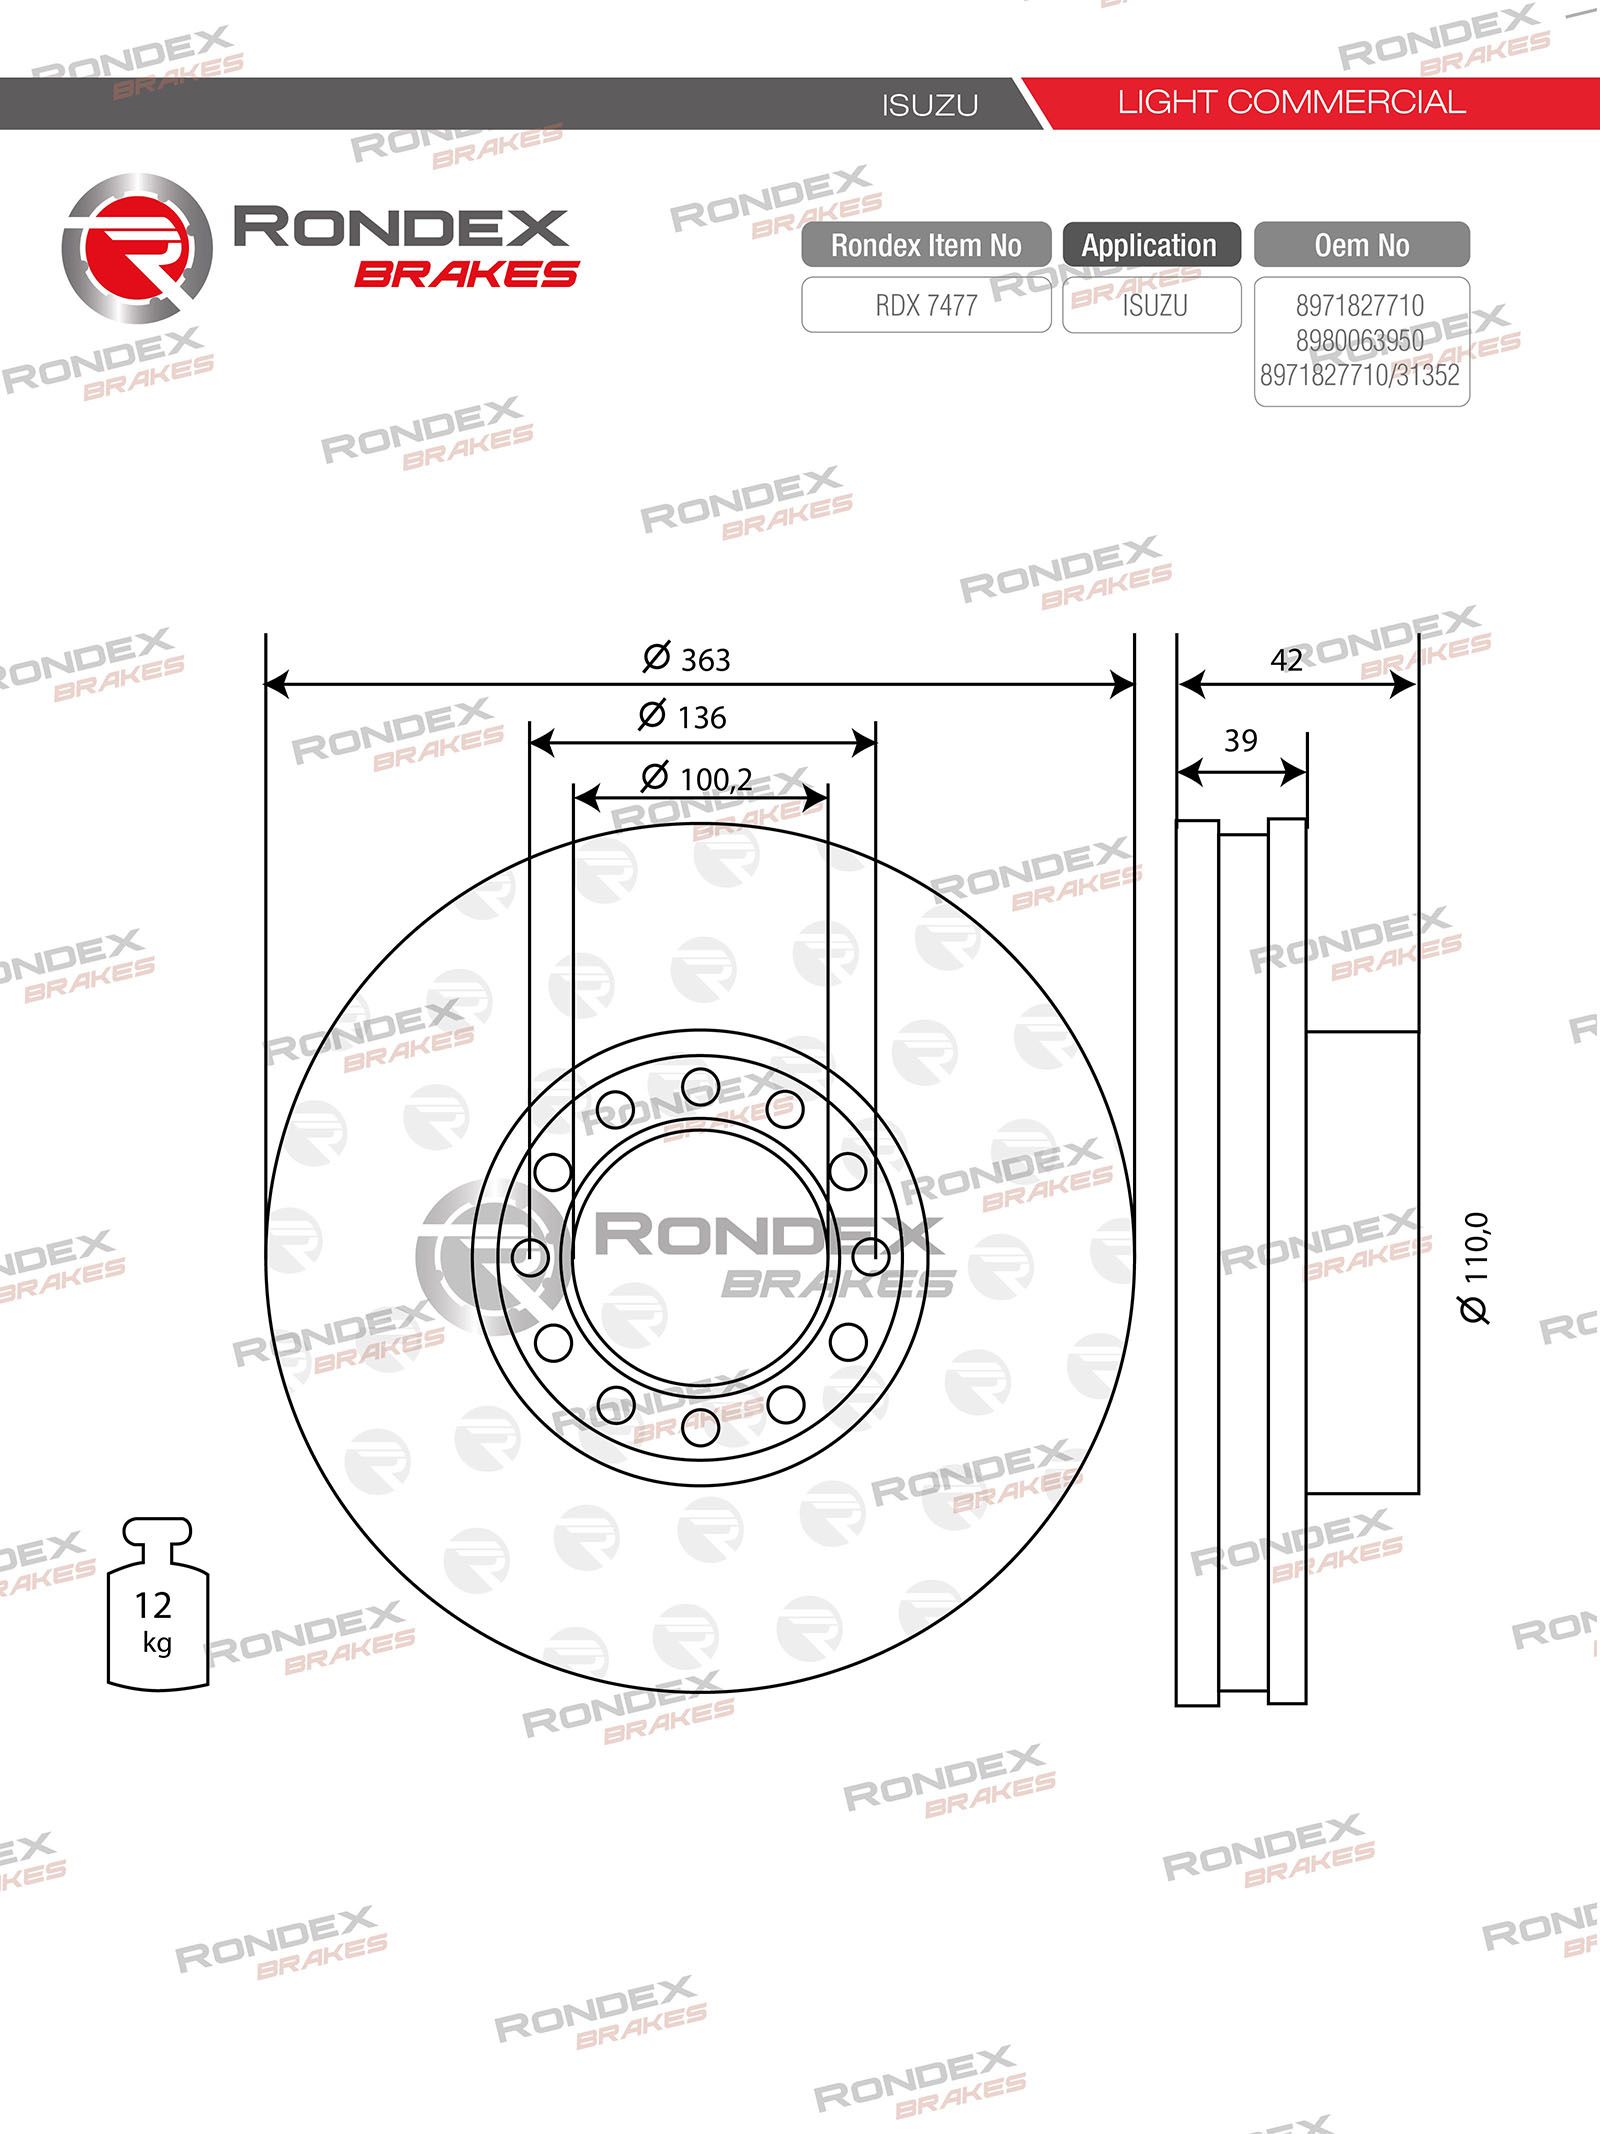 ISUZU
LIGHT COMMERCIAL
RONDEX
BRAKES
Rondex Item No
RDX 7477
Application
ISUZU
Oem No
8971827710
8980063950
8971827710/31352
Ø 363
Ø 136
Ø 100,2
42
39
Ø 110,0
RONDEX
BRAKES
12
kg